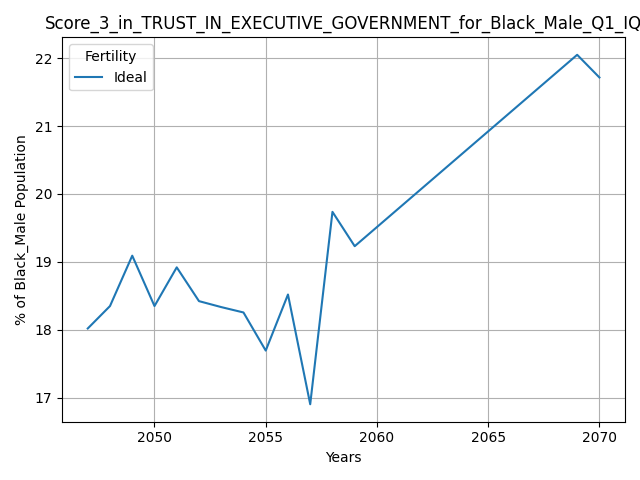 Score_3_in_TRUST_IN_EXECUTIVE_GOVERNMENT_for_Black_Male_Q1_IQ
Fertility
Ideal
% of Black_Male Population
22
21
20
19
18
17
2050
2055
2060
2065
2070
Years